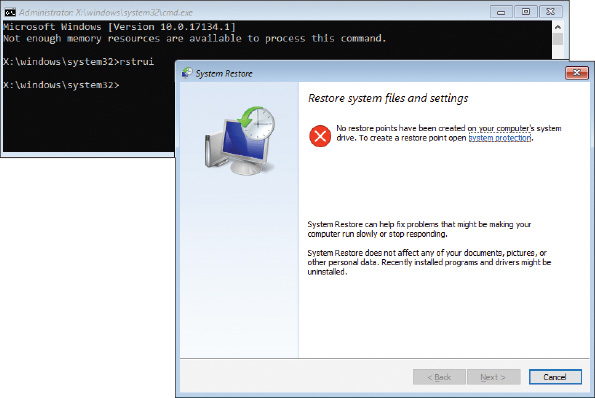 Administrator: X:\windows\system32\cmd.exe
Microsoft Windows [Version 10.0.17134.1]
Not enough memory resources are available to process this command.
X:\windows\system32>rstrui
X:\windows\system32>
System Restore
Restore system files and settings
No restore points have been created on your computer's system
drive. To create a restore point open system protection.
System Restore can help fix problems that might be making your
computer run slowly or stop responding.
System Restore does not affect any of your documents, pictures, or
other personal data. Recently installed programs and drivers might be
uninstalled.
< Back
Next >
Cancel